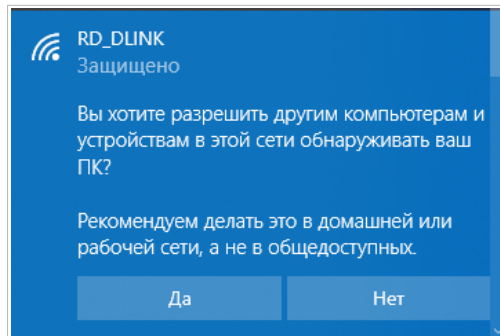 RD_DLINK
Защищено
Вы хотите разрешить другим компьютерам и
устройствам в этой сети обнаруживать ваш
ПК?
Рекомендуем делать это в домашней или
рабочей сети, а не в общедоступных.
Да
Нет